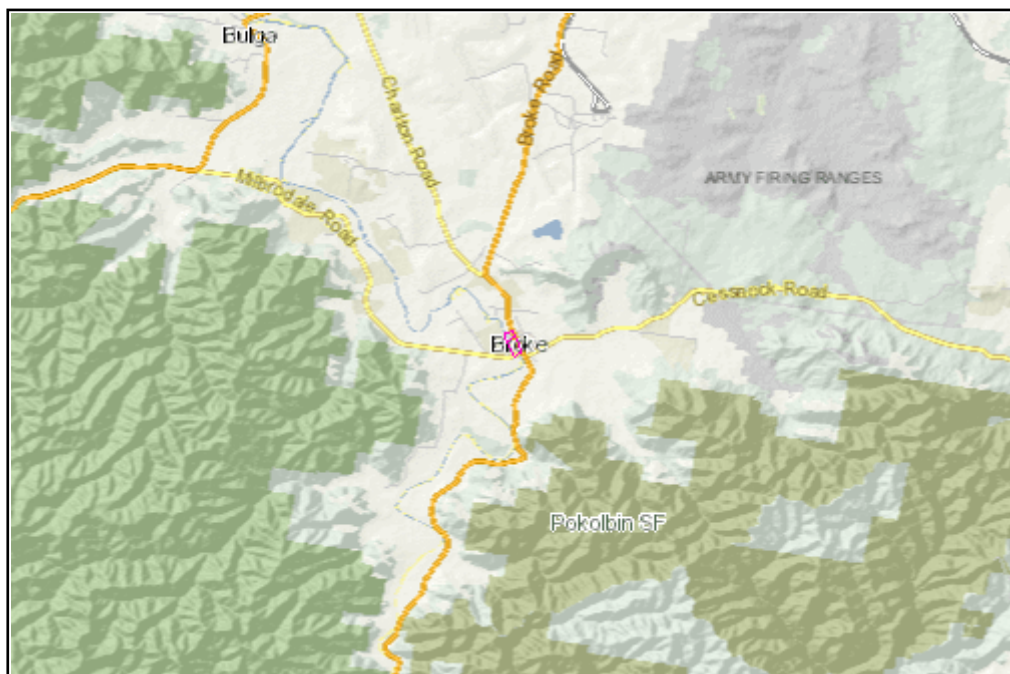 Bulga
Charlton Road
Broke Road
ARMY FIRING RANGES
Milbrodale Road
Cessnock Road
Broke
Pokolbin SF